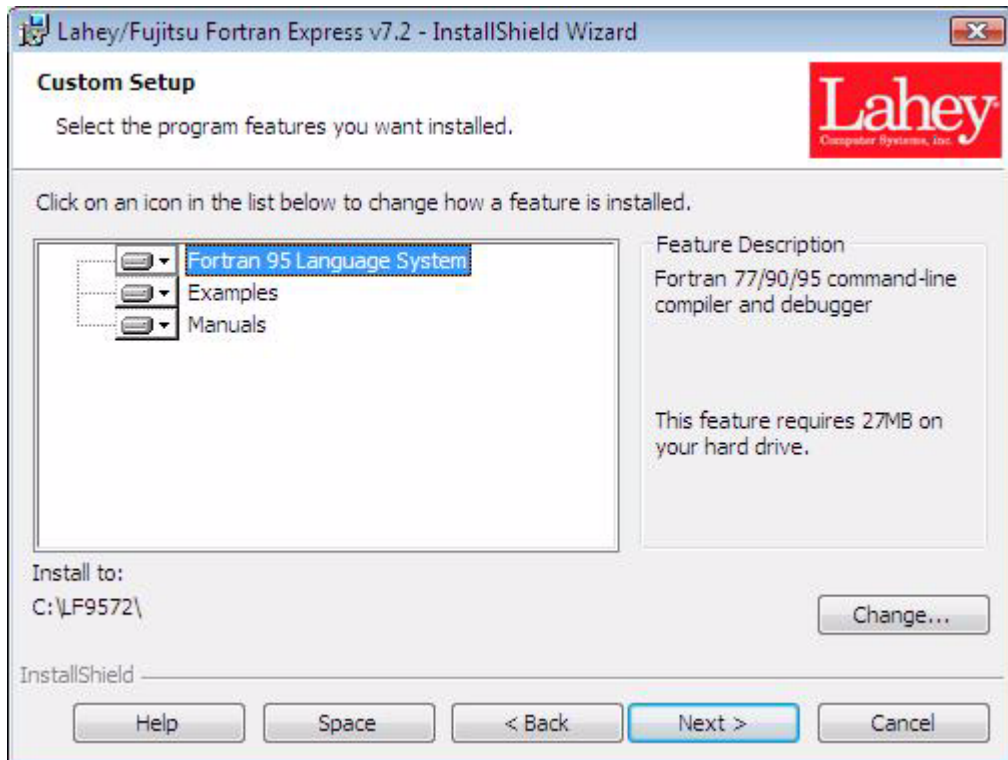 Lahey/Fujitsu Fortran Express v7.2 - InstallShield Wizard
Custom Setup
Select the program features you want installed.
Lahey
Computer Systems, inc.
Click on an icon in the list below to change how a feature is installed.
Fortran 95 Language System
Examples
Manuals
Feature Description
Fortran 77/90/95 command-line
compiler and debugger
This feature requires 27MB on
your hard drive.
Install to:
C:\LF9572\
Change...
InstallShield
Help
Space
< Back
Next >
Cancel